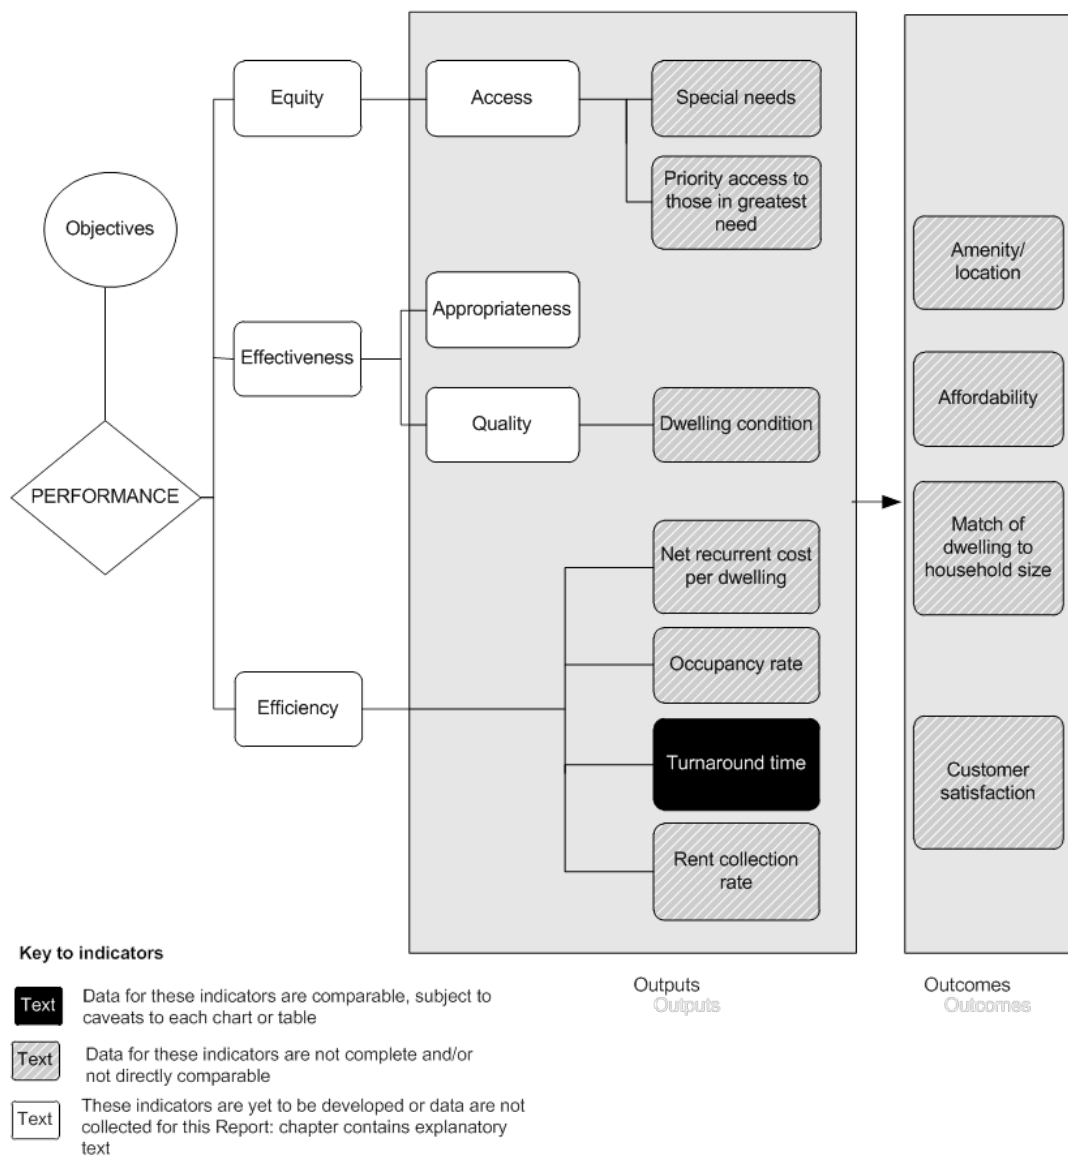 Equity
Access
Special needs
Priority access to
those in greatest
need
Objectives
Amenity/
location
Appropriateness
Effectiveness
Affordability
Quality
Dwelling condition
PERFORMANCE
Match of
dwelling to
household size
Net recurrent cost
per dwelling
Occupancy rate
Efficiency
Turnaround time
Customer
satisfaction
Rent collection
rate
Key to indicators
Outputs
Outputs
Outcomes
Outcomes
Text
Data for these indicators are comparable, subject to
caveats to each chart or table
Text
Data for these indicators are not complete and/or
not directly comparable
Text
These indicators are yet to be developed or data are not
collected for this Report: chapter contains explanatory
text